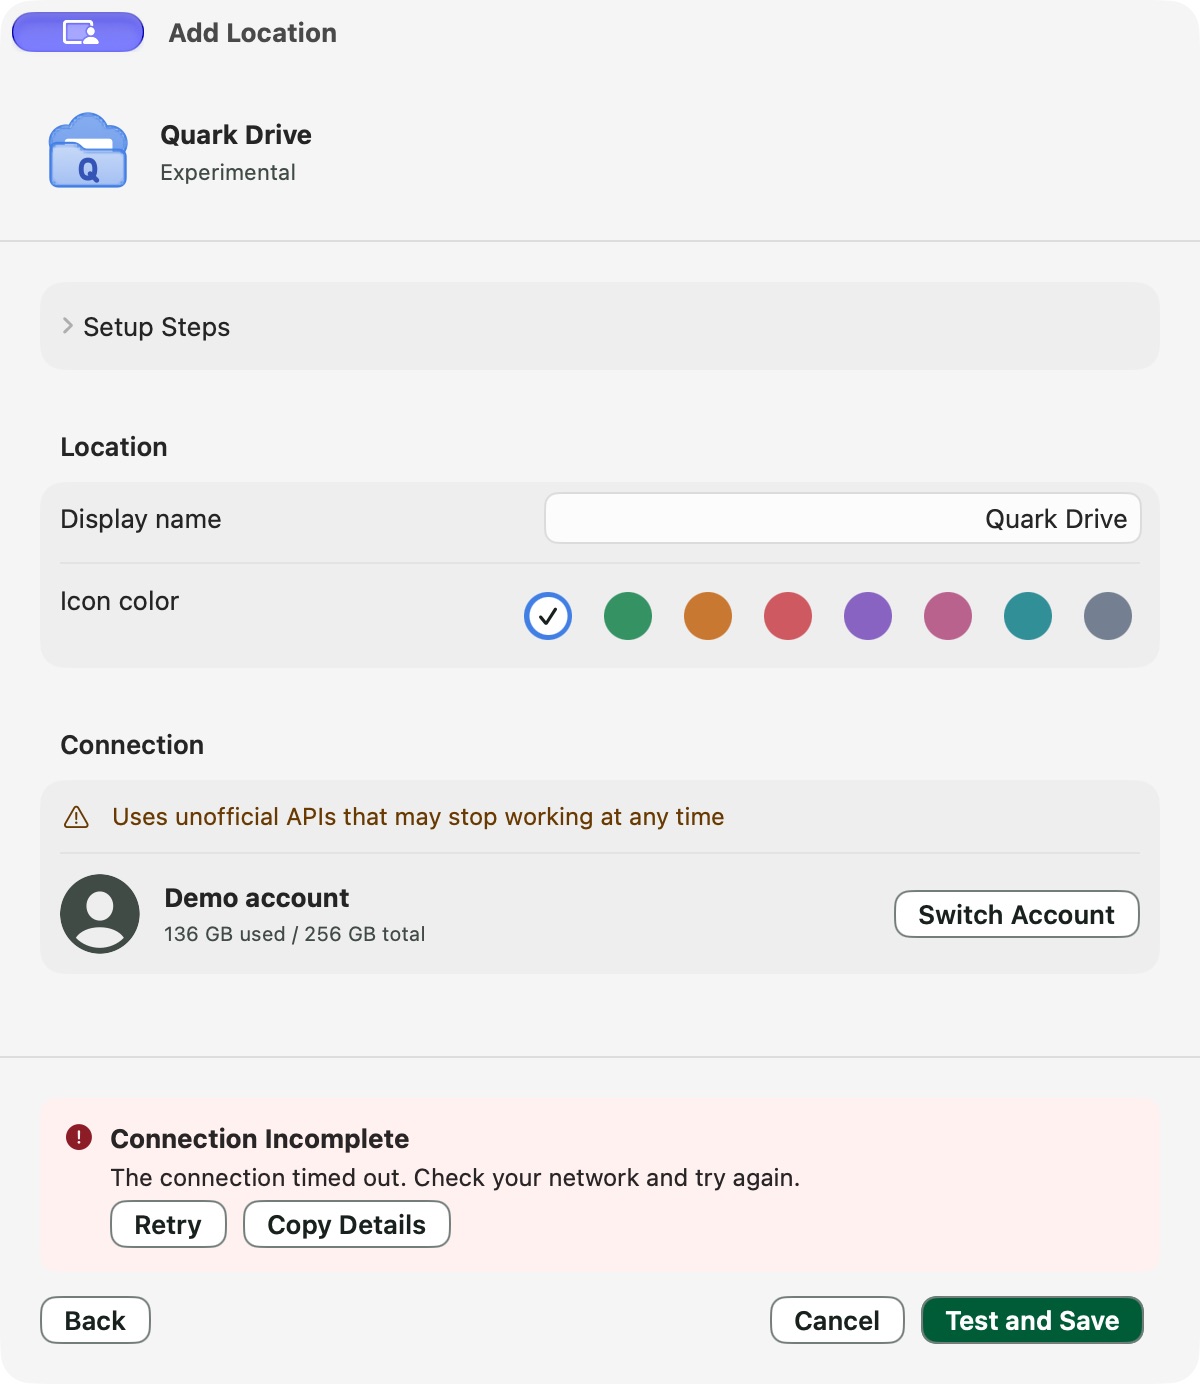 Add Location
Quark Drive
Experimental
Q
Setup Steps
Location
Display name
Quark Drive
Icon color
Connection
Uses unofficial APIs that may stop working at any time
Demo account
136 GB used / 256 GB total
Switch Account
Connection Incomplete
The connection timed out. Check your network and try again.
Retry
Copy Details
Back
Cancel
Test and Save